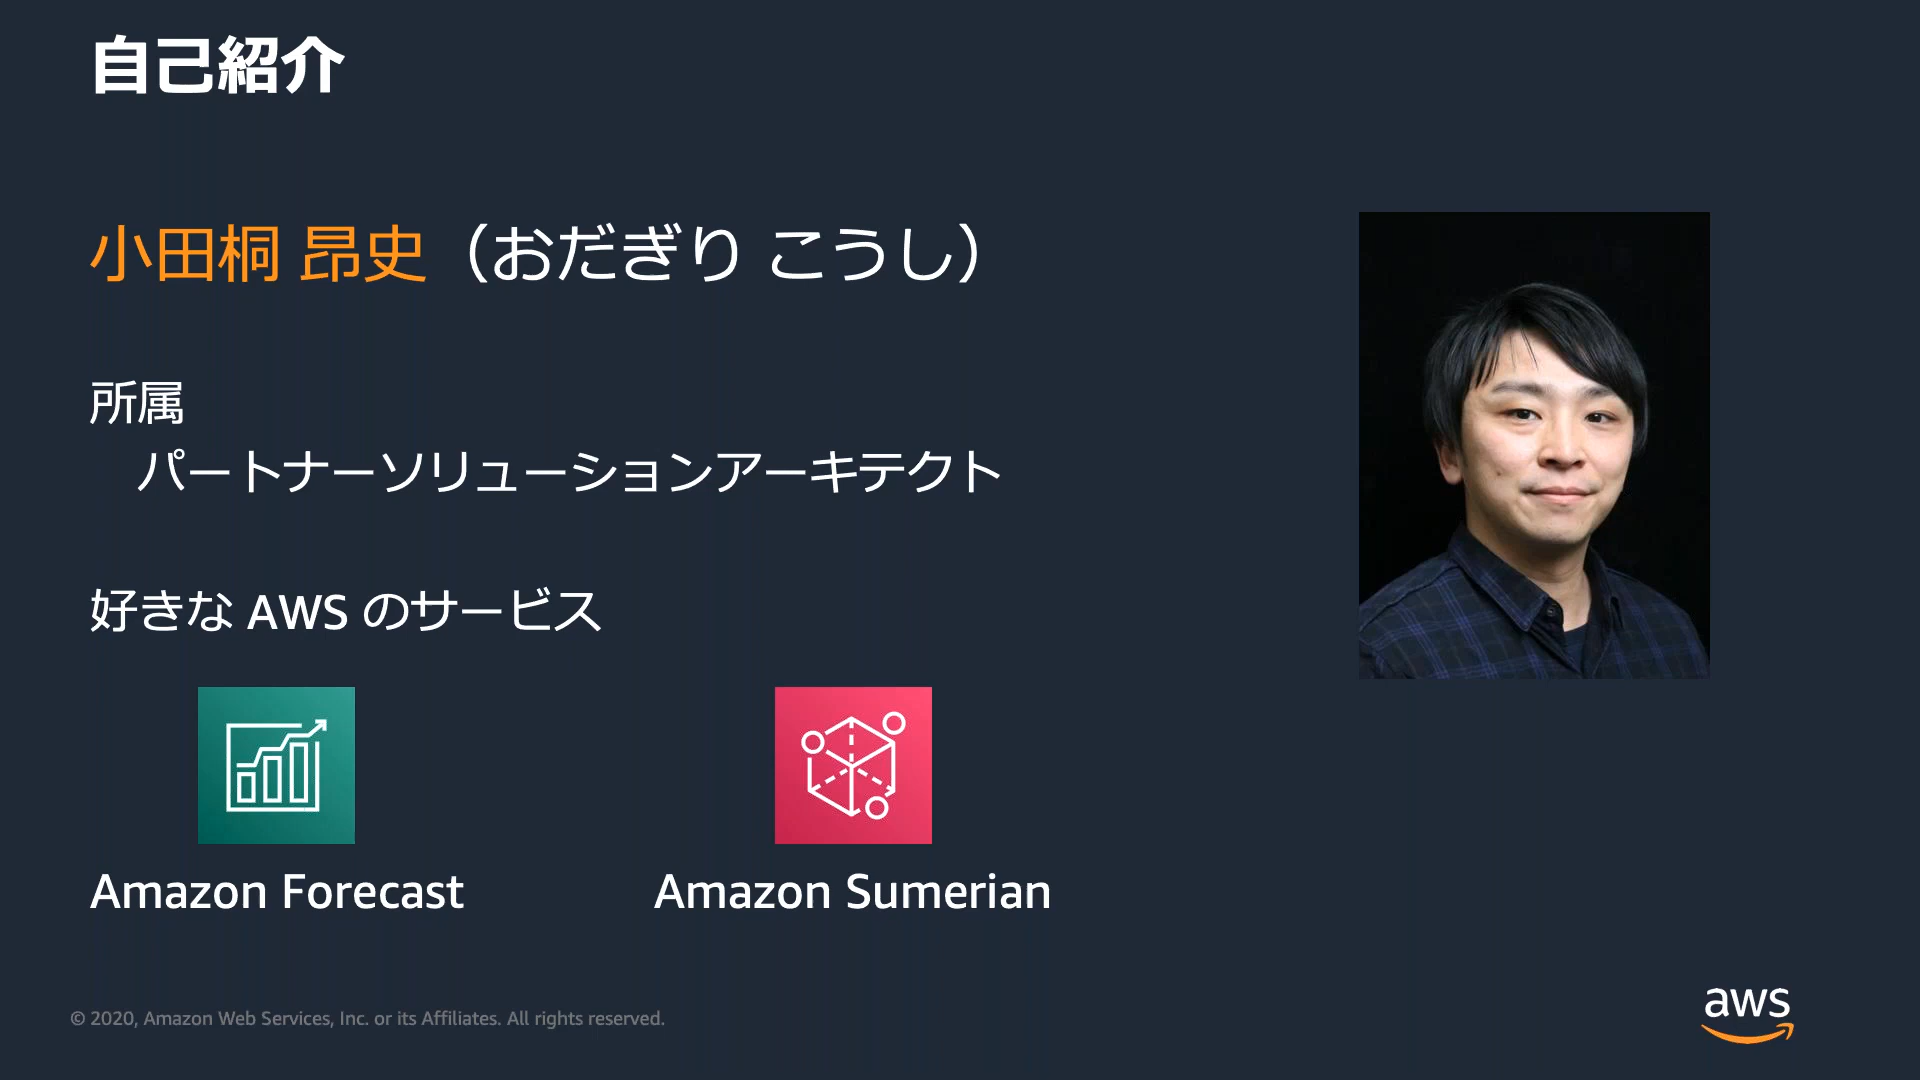 自己紹介
小田桐 昂史（おだぎり こうし）
所属
パートナーソリューションアーキテクト
好きな AWS のサービス
Amazon Forecast
Amazon Sumerian
© 2020, Amazon Web Services, Inc. or its Affiliates. All rights reserved.
aws